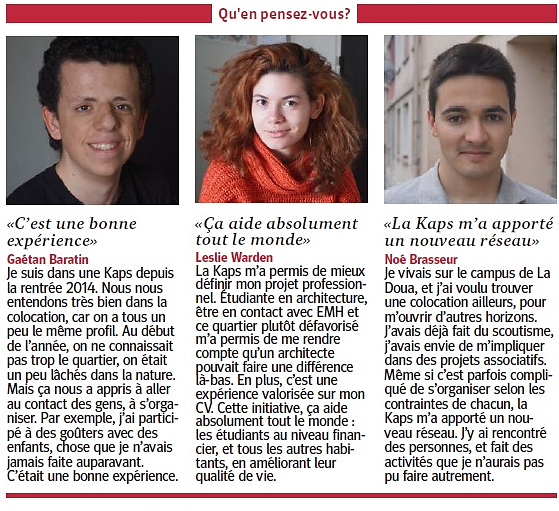 Qu'en pensez-vous?
«C'est une bonne
expérience»
Gaétan Baratin
Je suis dans une Kaps depuis
la rentrée 2014. Nous nous
entendons très bien dans la
colocation, car on a tous un
peu le même profil. Au début
de l'année, on ne connaissait
pas trop le quartier, on était
un peu lâchés dans la nature.
Mais ça nous a appris à aller
au contact des gens, à s'orga-
niser. Par exemple, j'ai partici-
pé à des goûters avec des
enfants, chose que je n'avais
jamais faite auparavant.
C'était une bonne expérience.
«Ça aide absolument
tout le monde»
Leslie Warden
La Kaps m'a permis de mieux
définir mon projet profession-
nel. Étudiante en architecture,
être en contact avec EMH et
ce quartier plutôt défavorisé
m'a permis de me rendre
compte qu'un architecte
pouvait faire une différence
là-bas. En plus, c'est une
expérience valorisée sur mon
CV. Cette initiative, ça aide
absolument tout le monde :
les étudiants au niveau finan-
cier, et tous les autres habi-
tants, en améliorant leur
qualité de vie.
«La Kaps m'a apporté
un nouveau réseau»
Noé Brasseur
Je vivais sur le campus de La
Doua, et j'ai voulu trouver
une colocation ailleurs, pour
m'ouvrir d'autres horizons.
J'avais déjà fait du scoutisme,
j'avais envie de m'impliquer
dans des projets associatifs.
Même si c'est parfois compli-
qué de s'organiser selon les
contraintes de chacun, la
Kaps m'a apporté un nou-
veau réseau. J'y ai rencontré
des personnes, et fait des
activités que je n'aurais pas
pu faire autrement.